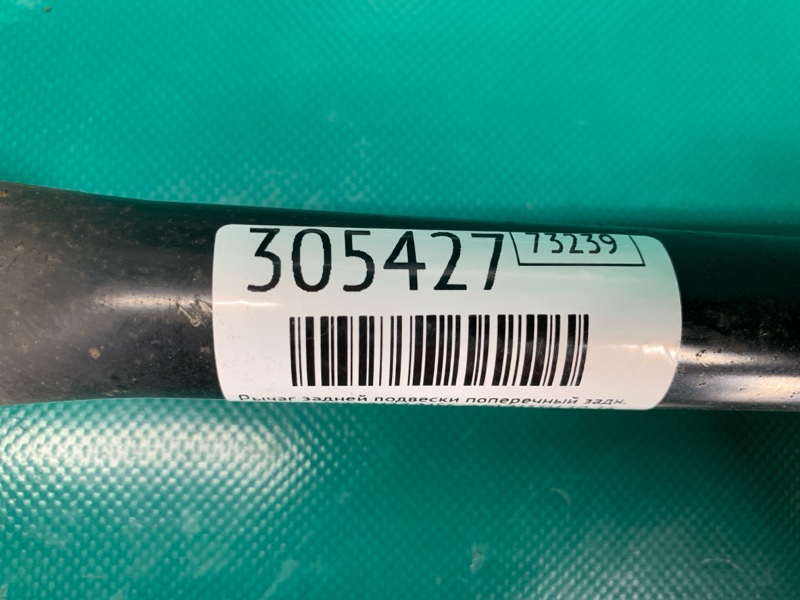 305427 73239
Рычаг задней подвески поперечный задн.